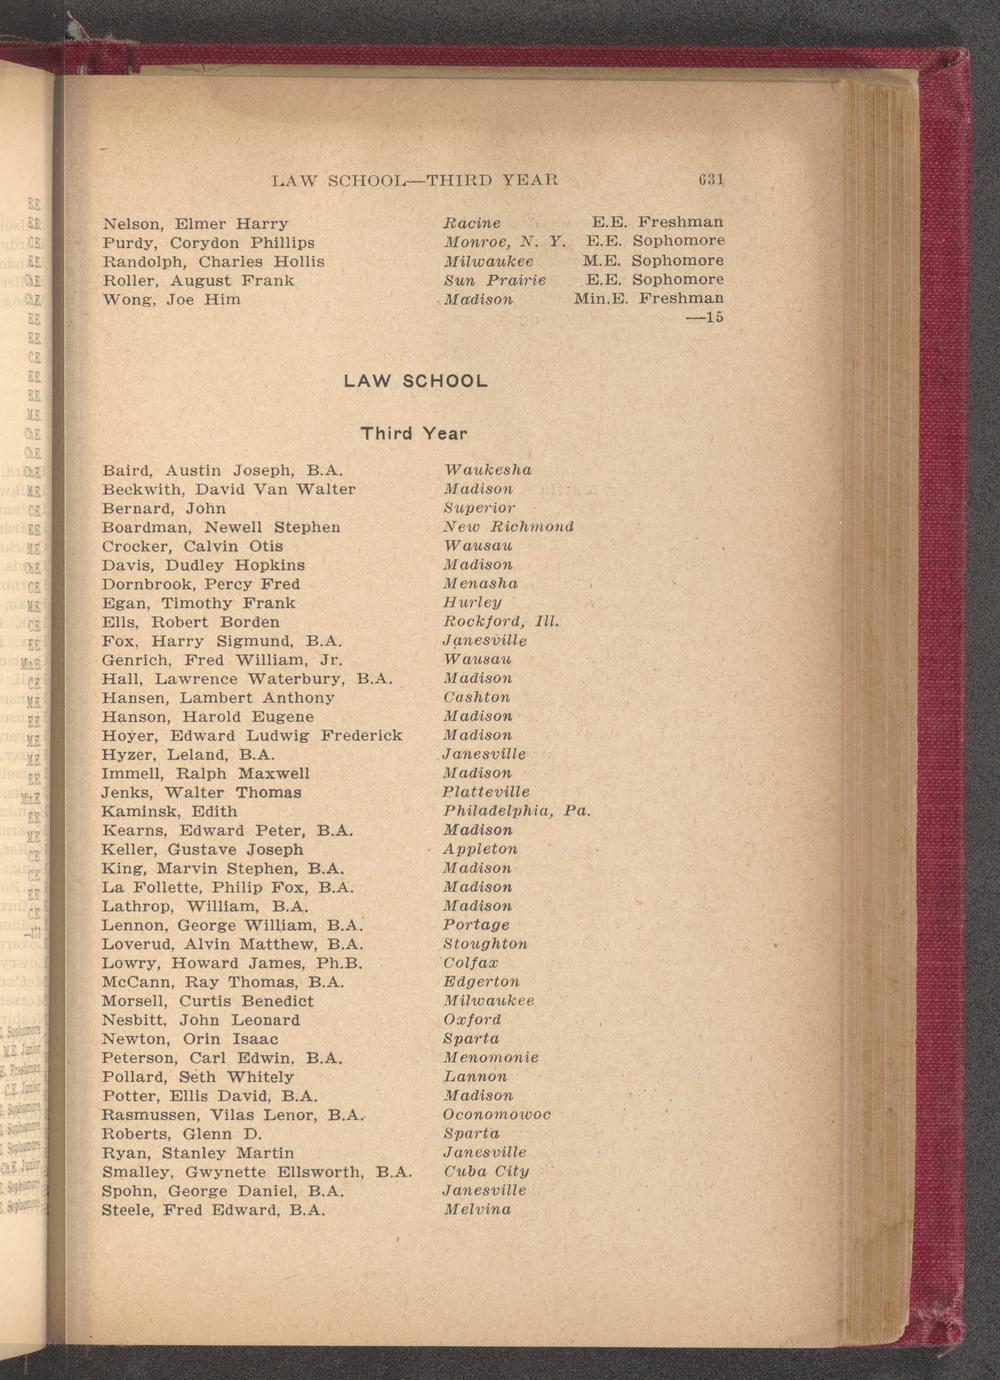 LAW SCHOOL—THIRD YEAR 631
Nelson, Elmer Harry Racine E.E. Freshman
Purdy, Corydon Phillips Monroe, N. Y. E.E. Sophomore
Randolph, Charles Hollis Milwaukee M.E. Sophomore
Roller, August Frank Sun Prairie E.E. Sophomore
Wong, Joe Him Madison Min.E. Freshman
—15
LAW SCHOOL
Third Year
Baird, Austin Joseph, B.A. Waukesha
Beckwith, David Van Walter Madison
Bernard, John Superior
Boardman, Newell Stephen New Richmond
Crocker, Calvin Otis Wausau
Davis, Dudley Hopkins Madison
Dornbrook, Percy Fred Menasha
Egan, Timothy Frank Hurley
Ells, Robert Borden Rockford, Ill.
Fox, Harry Sigmund, B.A. Janesville
Genrich, Fred William, Jr. Wausau
Hall, Lawrence Waterbury, B.A. Madison
Hansen, Lambert Anthony Cashton
Hanson, Harold Eugene Madison
Hoyer, Edward Ludwig Frederick Madison
Hyzer, Leland, B.A. Janesville
Immell, Ralph Maxwell Madison
Jenks, Walter Thomas Platteville
Kaminsk, Edith Philadelphia, Pa.
Kearns, Edward Peter, B.A. Madison
Keller, Gustave Joseph Appleton
King, Marvin Stephen, B.A. Madison
La Follette, Philip Fox, B.A. Madison
Lathrop, William, B.A. Madison
Lennon, George William, B.A. Portage
Loverud, Alvin Matthew, B.A. Stoughton
Lowry, Howard James, Ph.B. Colfax
McCann, Ray Thomas, B.A. Edgerton
Morsell, Curtis Benedict Milwaukee
Nesbitt, John Leonard Oxford
Newton, Orin Isaac Sparta
Peterson, Carl Edwin, B.A. Menomonie
Pollard, Seth Whitely Lannon
Potter, Ellis David, B.A. Madison
Rasmussen, Vilas Lenor, B.A. Oconomowoc
Roberts, Glenn D. Sparta
Ryan, Stanley Martin Janesville
Smalley, Gwynette Ellsworth, B.A. Cuba City
Spohn, George Daniel, B.A. Janesville
Steele, Fred Edward, B.A. Melvina